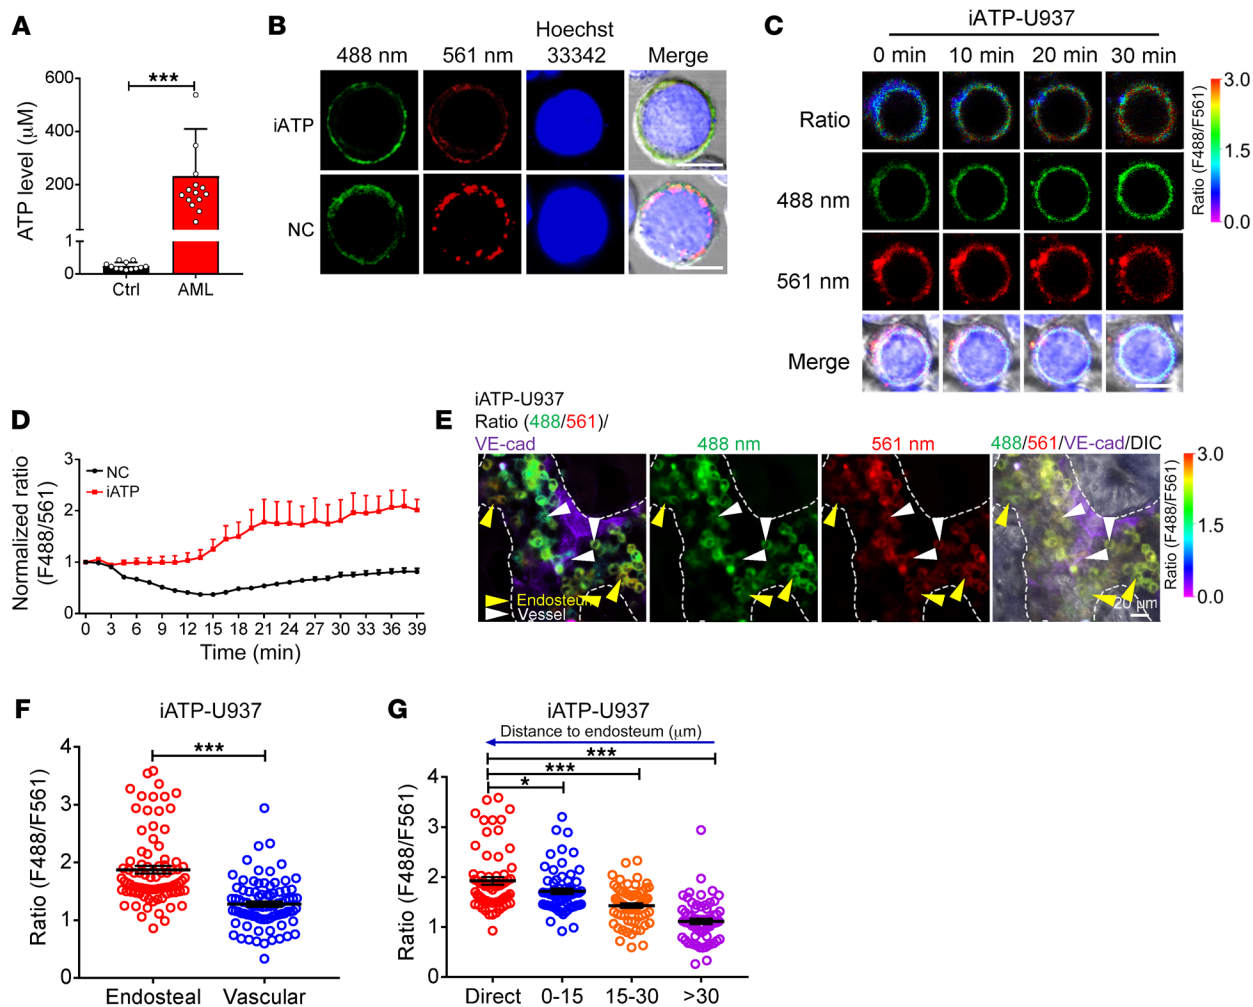 A
ATP level (μM)
600
400
200
1
0
***
Ctrl
AML
B
488 nm
561 nm
Hoechst
33342
Merge
iATP
NC
C
iATP-U937
0 min
10 min
20 min
30 min
Ratio
488 nm
561 nm
Merge
3.0
1.5
0.0
Ratio (F488/F561)
D
Normalized ratio
(F488/561)
3
2
1
0
NC
iATP
0 3 6 9 12 15 18 21 24 27 30 33 36 39
Time (min)
E
iATP-U937
Ratio (488/561)/
VE-cad
488 nm
561 nm
488/561/VE-cad/DIC
Endosteum
Vessel
20 μm
3.0
1.5
0.0
Ratio (F488/F561)
F
iATP-U937
Ratio (F488/F561)
4
3
2
1
0
***
Endosteal
Vascular
G
iATP-U937
Distance to endosteum (μm)
***
***
*
Ratio (F488/F561)
4
3
2
1
0
Direct
0-15
15-30
>30